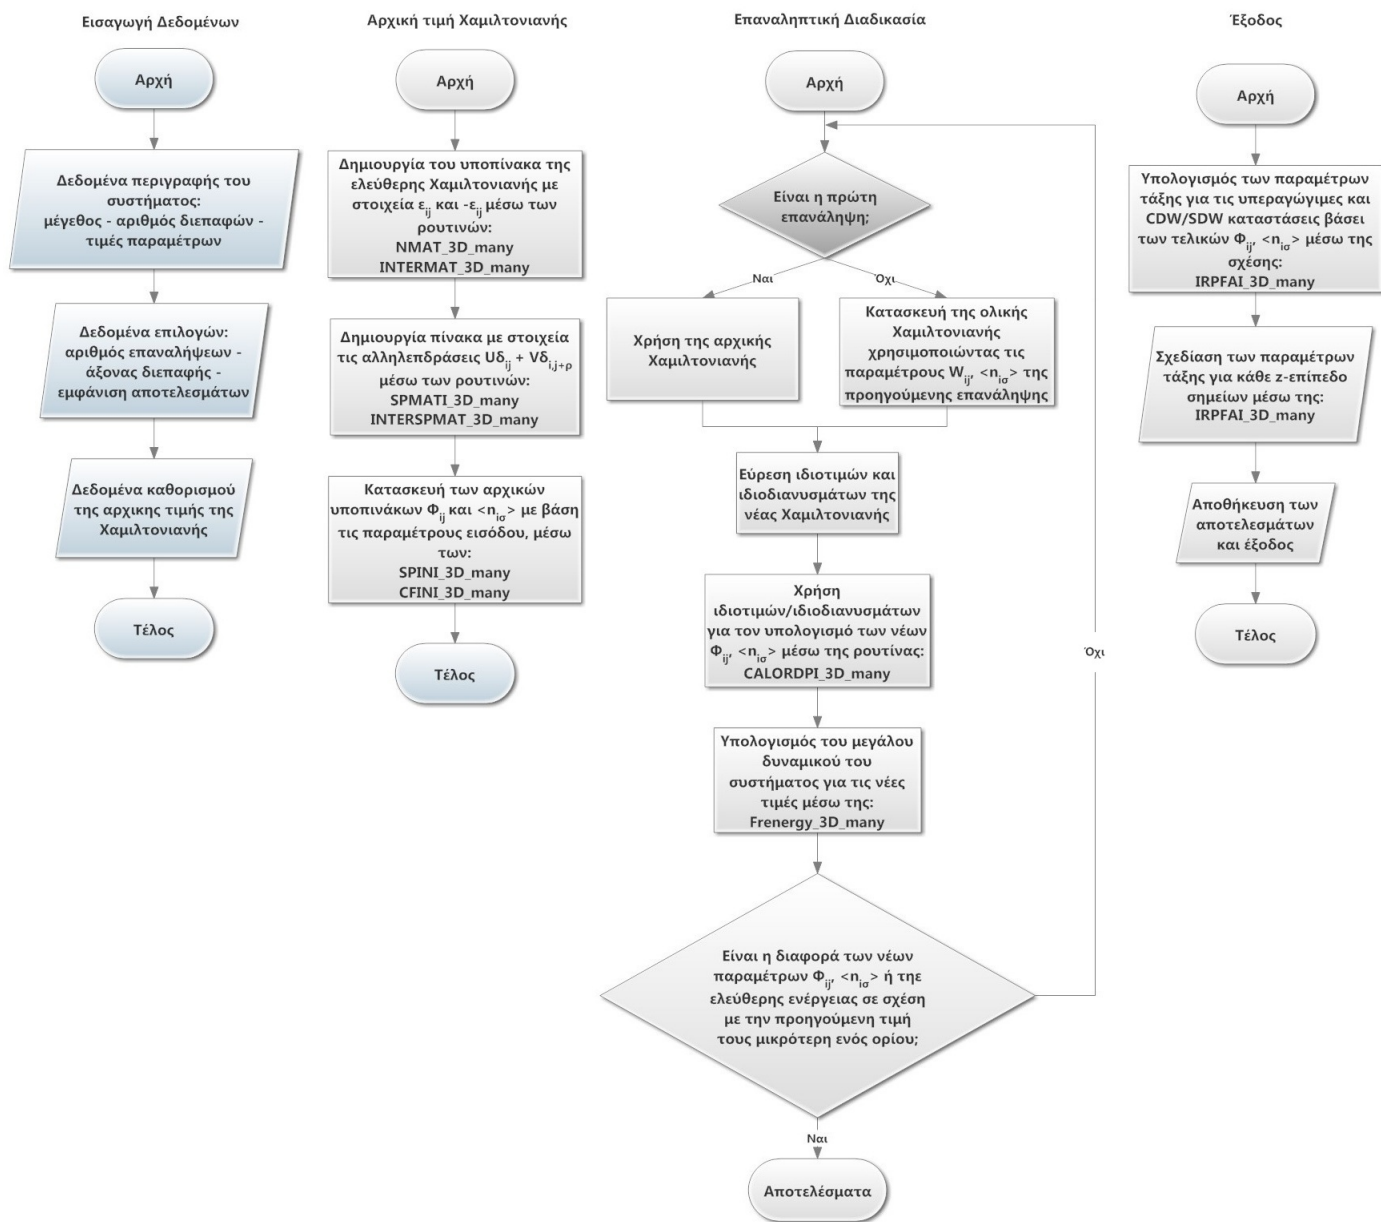 Εισαγωγή Δεδομένων
Αρχή
Δεδομένα περιγραφής του
συστήματος:
μέγεθος - αριθμός διεπαφών -
τιμές παραμέτρων
Δεδομένα επιλογών:
αριθμός επαναλήψεων -
άξονας διεπαφής -
εμφάνιση αποτελεσμάτων
Δεδομένα καθορισμού
της αρχικης τιμής της
Χαμιλτονιανής
Τέλος
Αρχική τιμή Χαμιλτονιανής
Αρχή
Δημιουργία του υποπίνακα της
ελεύθερης Χαμιλτονιανής με
στοιχεία ε_ij και -ε_ij μέσω των
ρουτινών:
NMAT_3D_many
INTERMAT_3D_many
Δημιουργία πίνακα με στοιχεία
τις αλληλεπδράσεις Uδ_ij + Vδ_i,j+ρ
μέσω των ρουτινών:
SPMATI_3D_many
INTERSPMAT_3D_many
Κατασκευή των αρχικών
υποπινάκων Φ_ij και <n_iσ> με βάση
τις παραμέτρους εισόδου, μέσω
των:
SPINI_3D_many
CFINI_3D_many
Τέλος
Επαναληπτική Διαδικασία
Αρχή
Είναι η πρώτη
επανάληψη;
Ναι
Όχι
Χρήση της αρχικής
Χαμιλτονιανής
Κατασκευή της ολικής
Χαμιλτονιανής
χρησιμοποιώντας τις
παραμέτρους W_ij, <n_iσ> της
προηγούμενης επανάληψης
Εύρεση ιδιοτιμών και
ιδιοδιανυσμάτων της
νέας Χαμιλτονιανής
Χρήση
ιδιοτιμών/ιδιοδιανυσμάτων
για τον υπολογισμό των νέων
Φ_ij, <n_iσ> μέσω της ρουτίνας:
CALORDPI_3D_many
Υπολογισμός του μεγάλου
δυναμικού του
συστήματος για τις νέες
τιμές μέσω της:
Frenergy_3D_many
Είναι η διαφορά των νέων
παραμέτρων Φ_ij, <n_iσ> ή τηε
ελεύθερης ενέργειας σε σχέση
με την προηγούμενη τιμή
τους μικρότερη ενός ορίου;
Όχι
Ναι
Αποτελέσματα
Έξοδος
Αρχή
Υπολογισμός των παραμέτρων
τάξης για τις υπεραγώγιμες και
CDW/SDW καταστάσεις βάσει
των τελικών Φ_ij, <n_iσ> μέσω της
σχέσης:
IRPFAI_3D_many
Σχεδίαση των παραμέτρων
τάξης για κάθε z-επίπεδο
σημείων μέσω της:
IRPFAI_3D_many
Αποθήκευση των
αποτελεσμάτων
και έξοδος
Τέλος